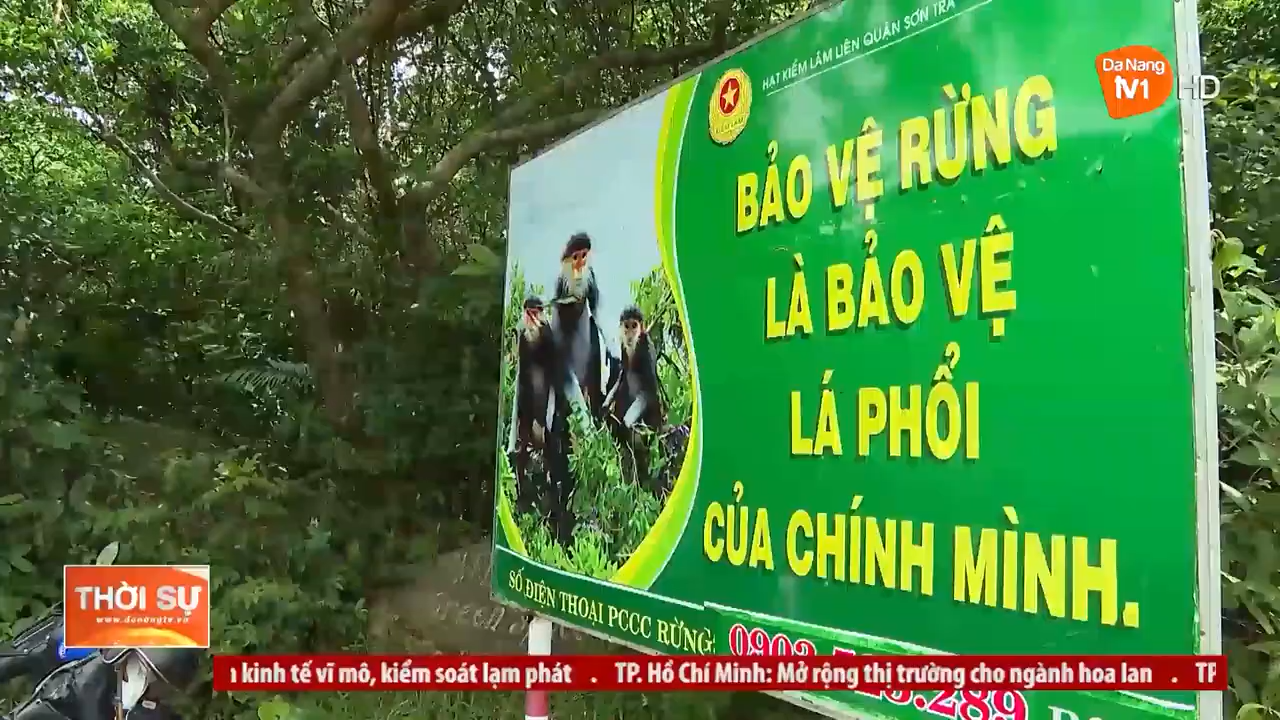 Da Nang
TV1
HD
HẠT KIỂM LÂM LIÊN QUẬN SƠN TRÀ
BẢO VỆ RỪNG
LÀ BẢO VỆ
LÁ PHỔI
CỦA CHÍNH MÌNH.
SỐ ĐIỆN THOẠI PCCC RỪNG:
THỜI SỰ
www.danangtv.vn
kinh tế vĩ mô, kiểm soát lạm phát . TP. Hồ Chí Minh: Mở rộng thị trường cho ngành hoa lan .